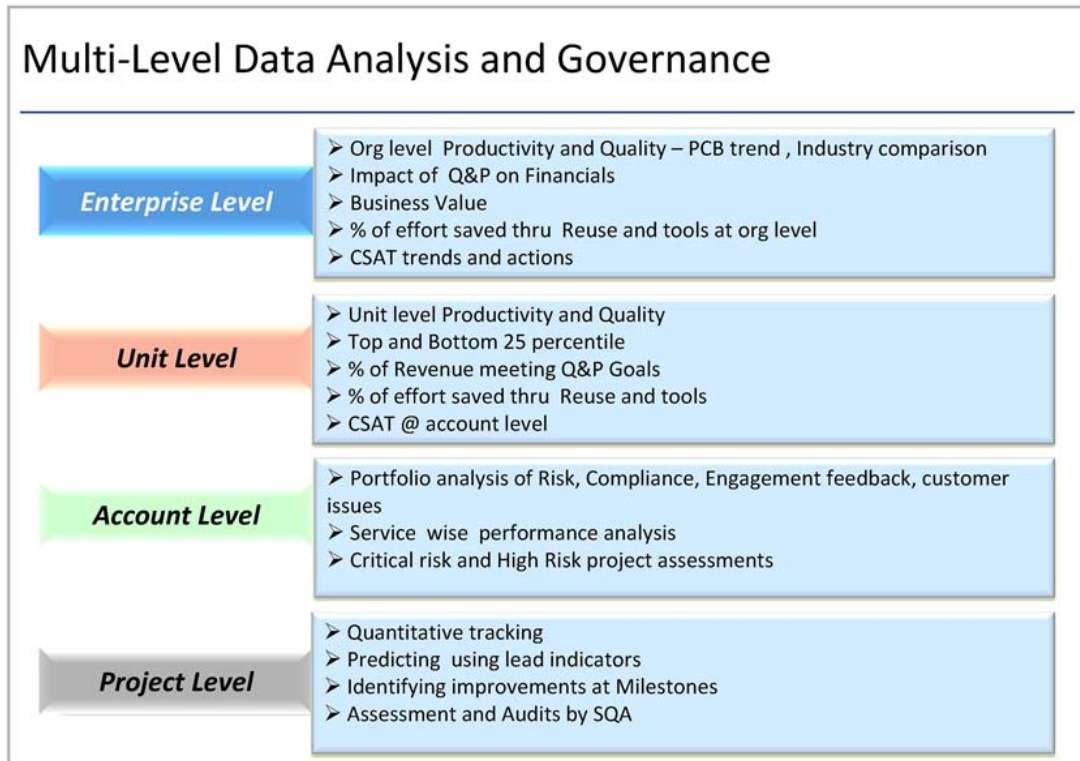 Multi-Level Data Analysis and Governance
Enterprise Level
➢ Org level Productivity and Quality – PCB trend , Industry comparison
➢ Impact of Q&P on Financials
➢ Business Value
➢ % of effort saved thru Reuse and tools at org level
➢ CSAT trends and actions
Unit Level
➢ Unit level Productivity and Quality
➢ Top and Bottom 25 percentile
➢ % of Revenue meeting Q&P Goals
➢ % of effort saved thru Reuse and tools
➢ CSAT @ account level
Account Level
➢ Portfolio analysis of Risk, Compliance, Engagement feedback, customer
issues
➢ Service wise performance analysis
➢ Critical risk and High Risk project assessments
Project Level
➢ Quantitative tracking
➢ Predicting using lead indicators
➢ Identifying improvements at Milestones
➢ Assessment and Audits by SQA